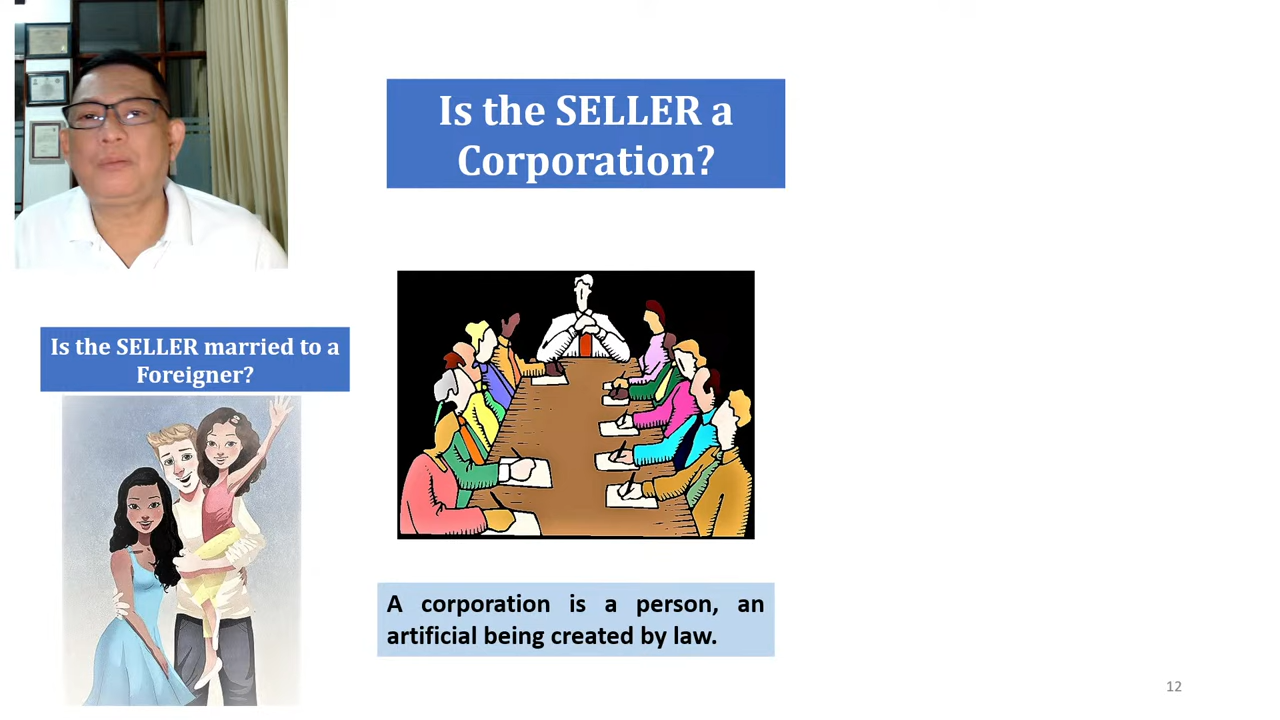 Is the SELLER a
Corporation?
Is the SELLER married to a
Foreigner?
A corporation is a person, an
artificial being created by law.
12